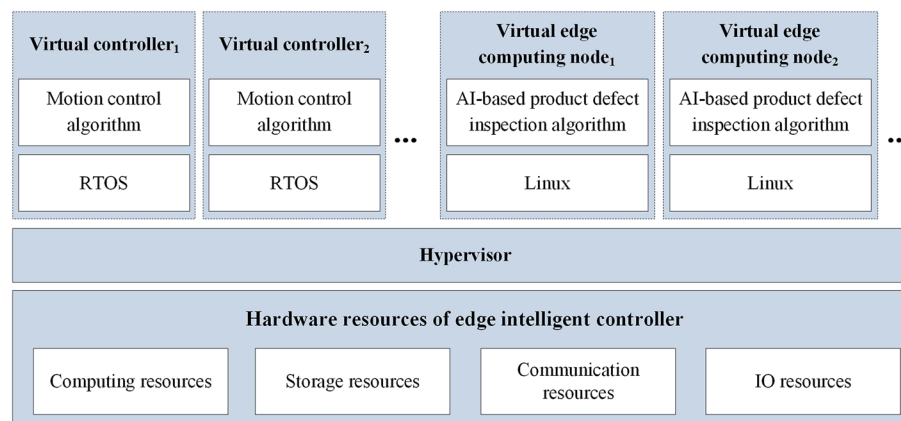 Virtual controller₁
Motion control
algorithm
RTOS
Virtual controller₂
Motion control
algorithm
RTOS
...
Virtual edge
computing node₁
AI-based product defect
inspection algorithm
Linux
Virtual edge
computing node₂
AI-based product defect
inspection algorithm
Linux
..
Hypervisor
Hardware resources of edge intelligent controller
Computing resources
Storage resources
Communication
resources
IO resources